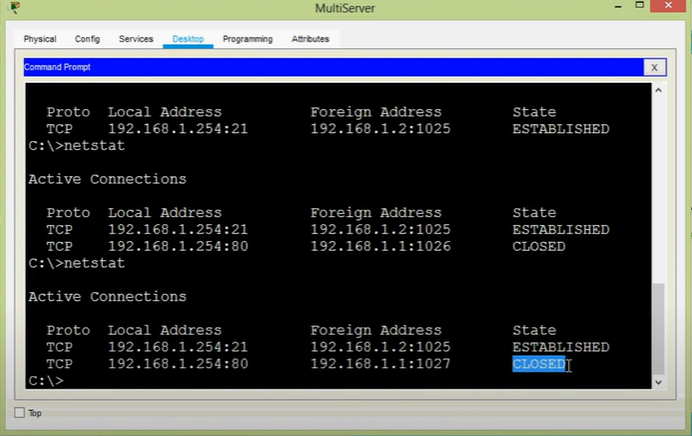 MultiServer
Physical Config Services Desktop Programming Attributes
Command Prompt
X
Proto Local Address Foreign Address State
TCP 192.168.1.254:21 192.168.1.2:1025 ESTABLISHED
C:\>netstat
Active Connections
Proto Local Address Foreign Address State
TCP 192.168.1.254:21 192.168.1.2:1025 ESTABLISHED
TCP 192.168.1.254:80 192.168.1.1:1026 CLOSED
C:\>netstat
Active Connections
Proto Local Address Foreign Address State
TCP 192.168.1.254:21 192.168.1.2:1025 ESTABLISHED
TCP 192.168.1.254:80 192.168.1.1:1027 CLOSED
C:\>
Top